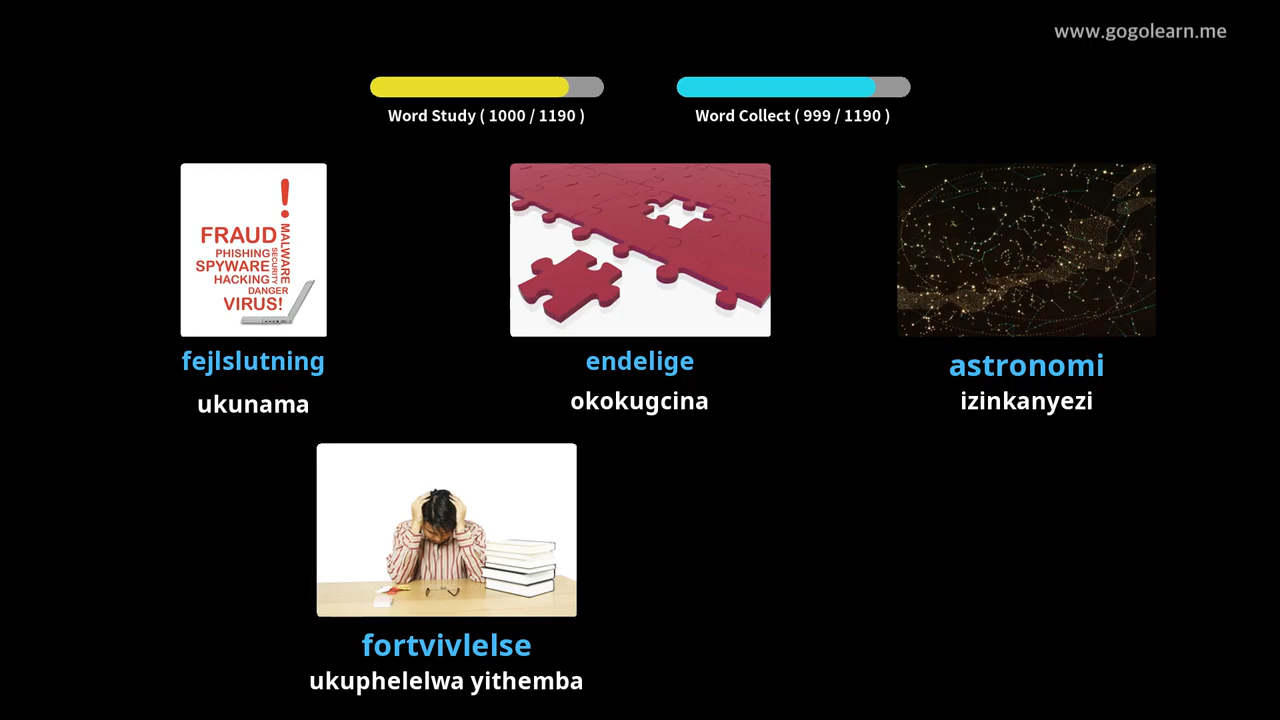 www.gogolearn.me
Word Study ( 1000 / 1190 )
Word Collect ( 999 / 1190 )
!
FRAUD
MALWARE
PHISHING
SECURITY
SPYWARE
HACKING
DANGER
VIRUS!
fejlslutning
ukunama
endelige
okokugcina
astronomi
izinkanyezi
fortvivlelse
ukuphelelwa yithemba